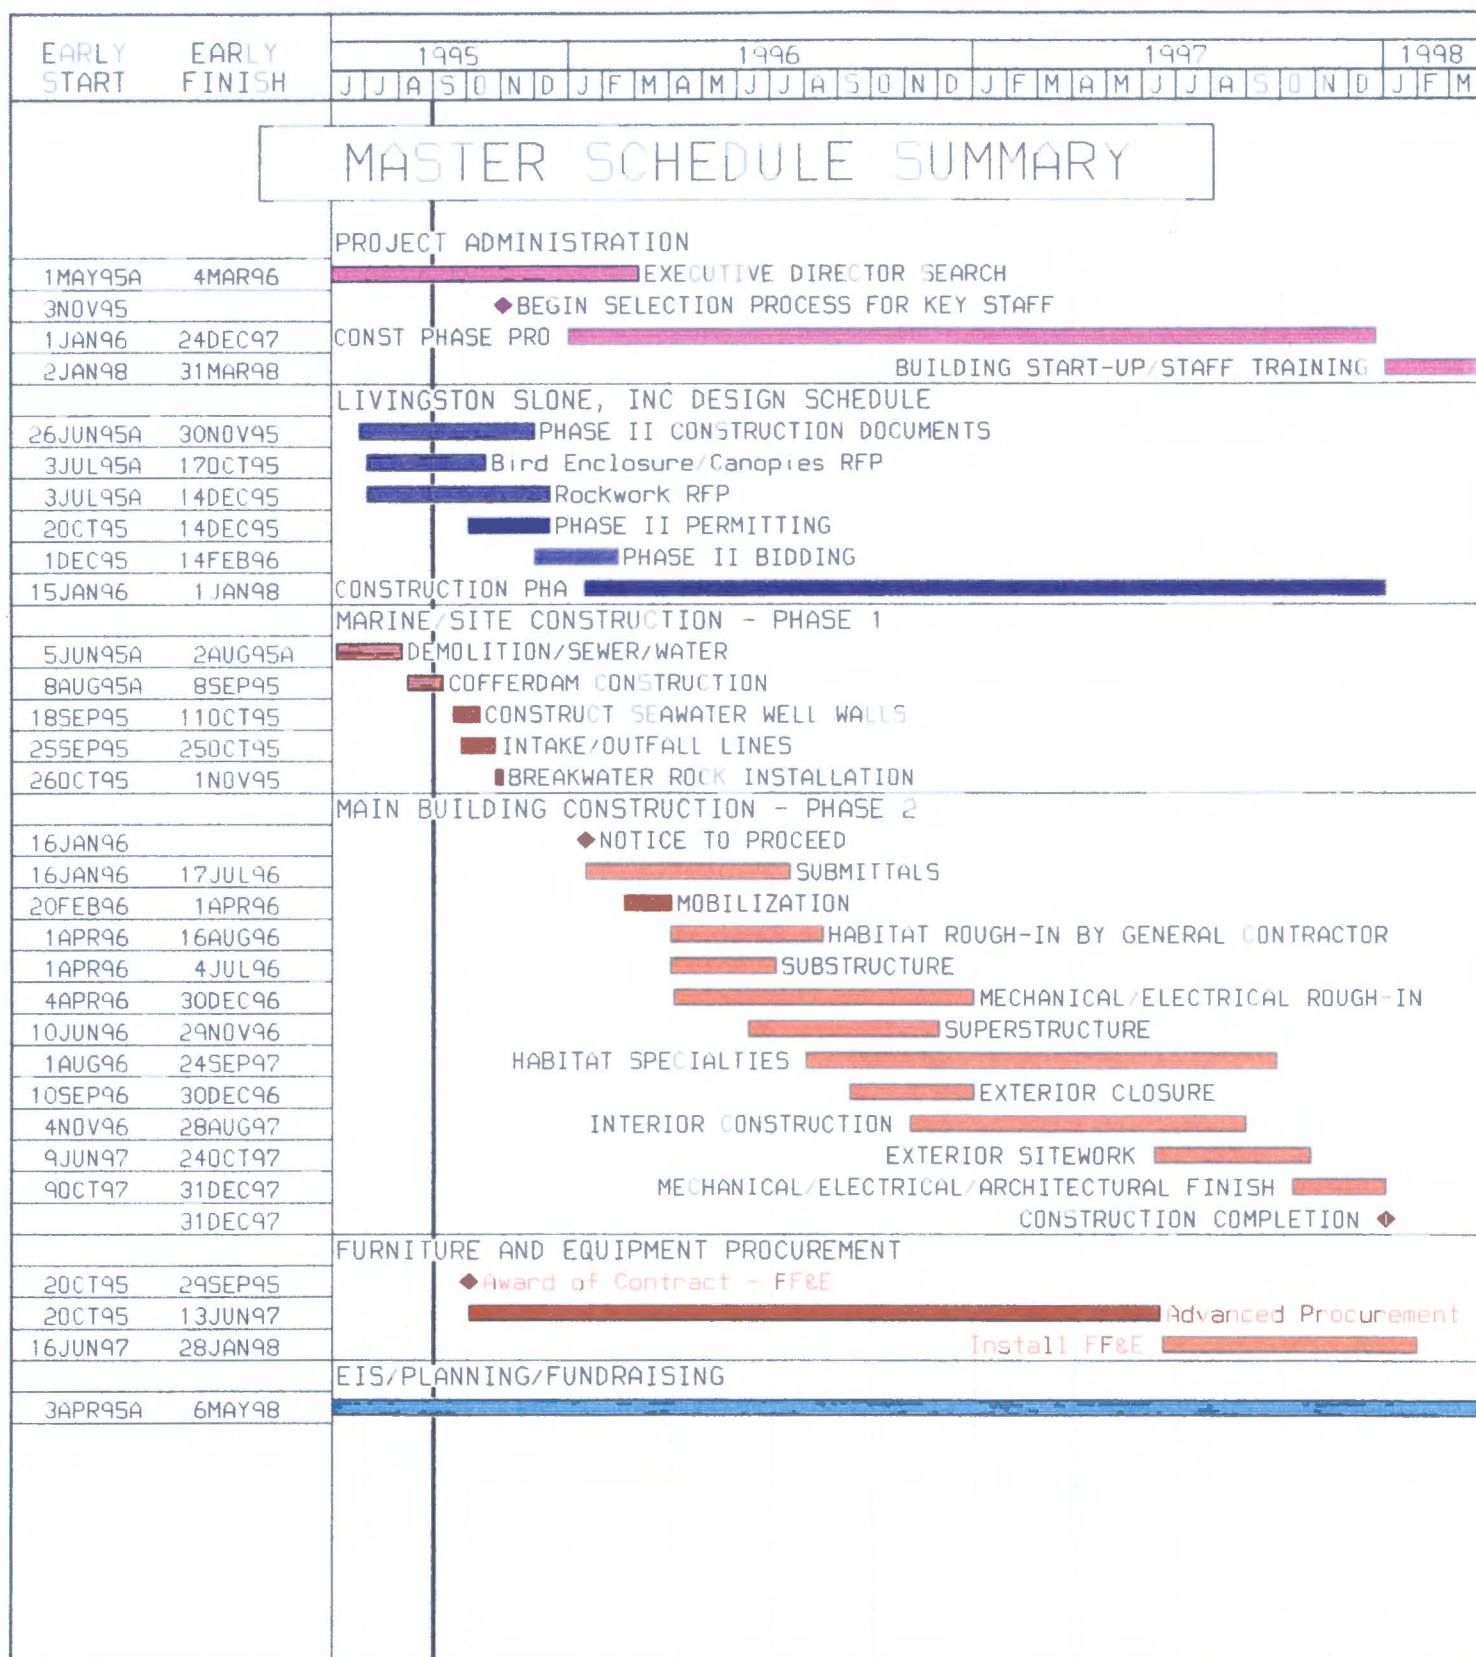 EARLY START EARLY FINISH 1995 1996 1997 1998
J J A S O N D J F M A M J J A S O N D J F M A M J J A S O N D J F M
MASTER SCHEDULE SUMMARY
PROJECT ADMINISTRATION
1MAY95A 4MAR96 EXECUTIVE DIRECTOR SEARCH
3NOV95 BEGIN SELECTION PROCESS FOR KEY STAFF
1JAN96 24DEC97 CONST PHASE PRO
2JAN98 31MAR98 BUILDING START-UP/STAFF TRAINING
LIVINGSTON SLONE, INC DESIGN SCHEDULE
26JUN95A 30NOV95 PHASE II CONSTRUCTION DOCUMENTS
3JUL95A 17OCT95 Bird Enclosure/Canopies RFP
3JUL95A 14DEC95 Rockwork RFP
2OCT95 14DEC95 PHASE II PERMITTING
1DEC95 14FEB96 PHASE II BIDDING
15JAN96 1JAN98 CONSTRUCTION PHA
MARINE/SITE CONSTRUCTION - PHASE 1
5JUN95A 2AUG95A DEMOLITION/SEWER/WATER
8AUG95A 8SEP95 COFFERDAM CONSTRUCTION
18SEP95 11OCT95 CONSTRUCT SEAWATER WELL WALLS
25SEP95 25OCT95 INTAKE/OUTFALL LINES
26OCT95 1NOV95 BREAKWATER ROCK INSTALLATION
MAIN BUILDING CONSTRUCTION - PHASE 2
16JAN96 NOTICE TO PROCEED
16JAN96 17JUL96 SUBMITTALS
20FEB96 1APR96 MOBILIZATION
1APR96 16AUG96 HABITAT ROUGH-IN BY GENERAL CONTRACTOR
1APR96 4JUL96 SUBSTRUCTURE
4APR96 30DEC96 MECHANICAL/ELECTRICAL ROUGH-IN
10JUN96 29NOV96 SUPERSTRUCTURE
1AUG96 24SEP97 HABITAT SPECIALTIES
10SEP96 30DEC96 EXTERIOR CLOSURE
4NOV96 28AUG97 INTERIOR CONSTRUCTION
9JUN97 24OCT97 EXTERIOR SITEWORK
9OCT97 31DEC97 MECHANICAL/ELECTRICAL/ARCHITECTURAL FINISH
31DEC97 CONSTRUCTION COMPLETION
FURNITURE AND EQUIPMENT PROCUREMENT
2OCT95 29SEP95 Award of Contract - FF&E
2OCT95 13JUN97 Advanced Procurement
16JUN97 28JAN98 Install FF&E
EIS/PLANNING/FUNDRAISING
3APR95A 6MAY98